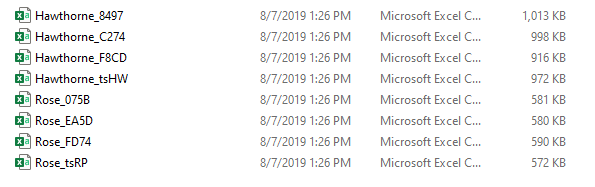 Hawthorne_8497 8/7/2019 1:26 PM Microsoft Excel C... 1,013 KB
Hawthorne_C274 8/7/2019 1:26 PM Microsoft Excel C... 998 KB
Hawthorne_F8CD 8/7/2019 1:26 PM Microsoft Excel C... 916 KB
Hawthorne_tsHW 8/7/2019 1:26 PM Microsoft Excel C... 972 KB
Rose_075B 8/7/2019 1:26 PM Microsoft Excel C... 581 KB
Rose_EA5D 8/7/2019 1:26 PM Microsoft Excel C... 580 KB
Rose_FD74 8/7/2019 1:26 PM Microsoft Excel C... 590 KB
Rose_tsRP 8/7/2019 1:26 PM Microsoft Excel C... 572 KB